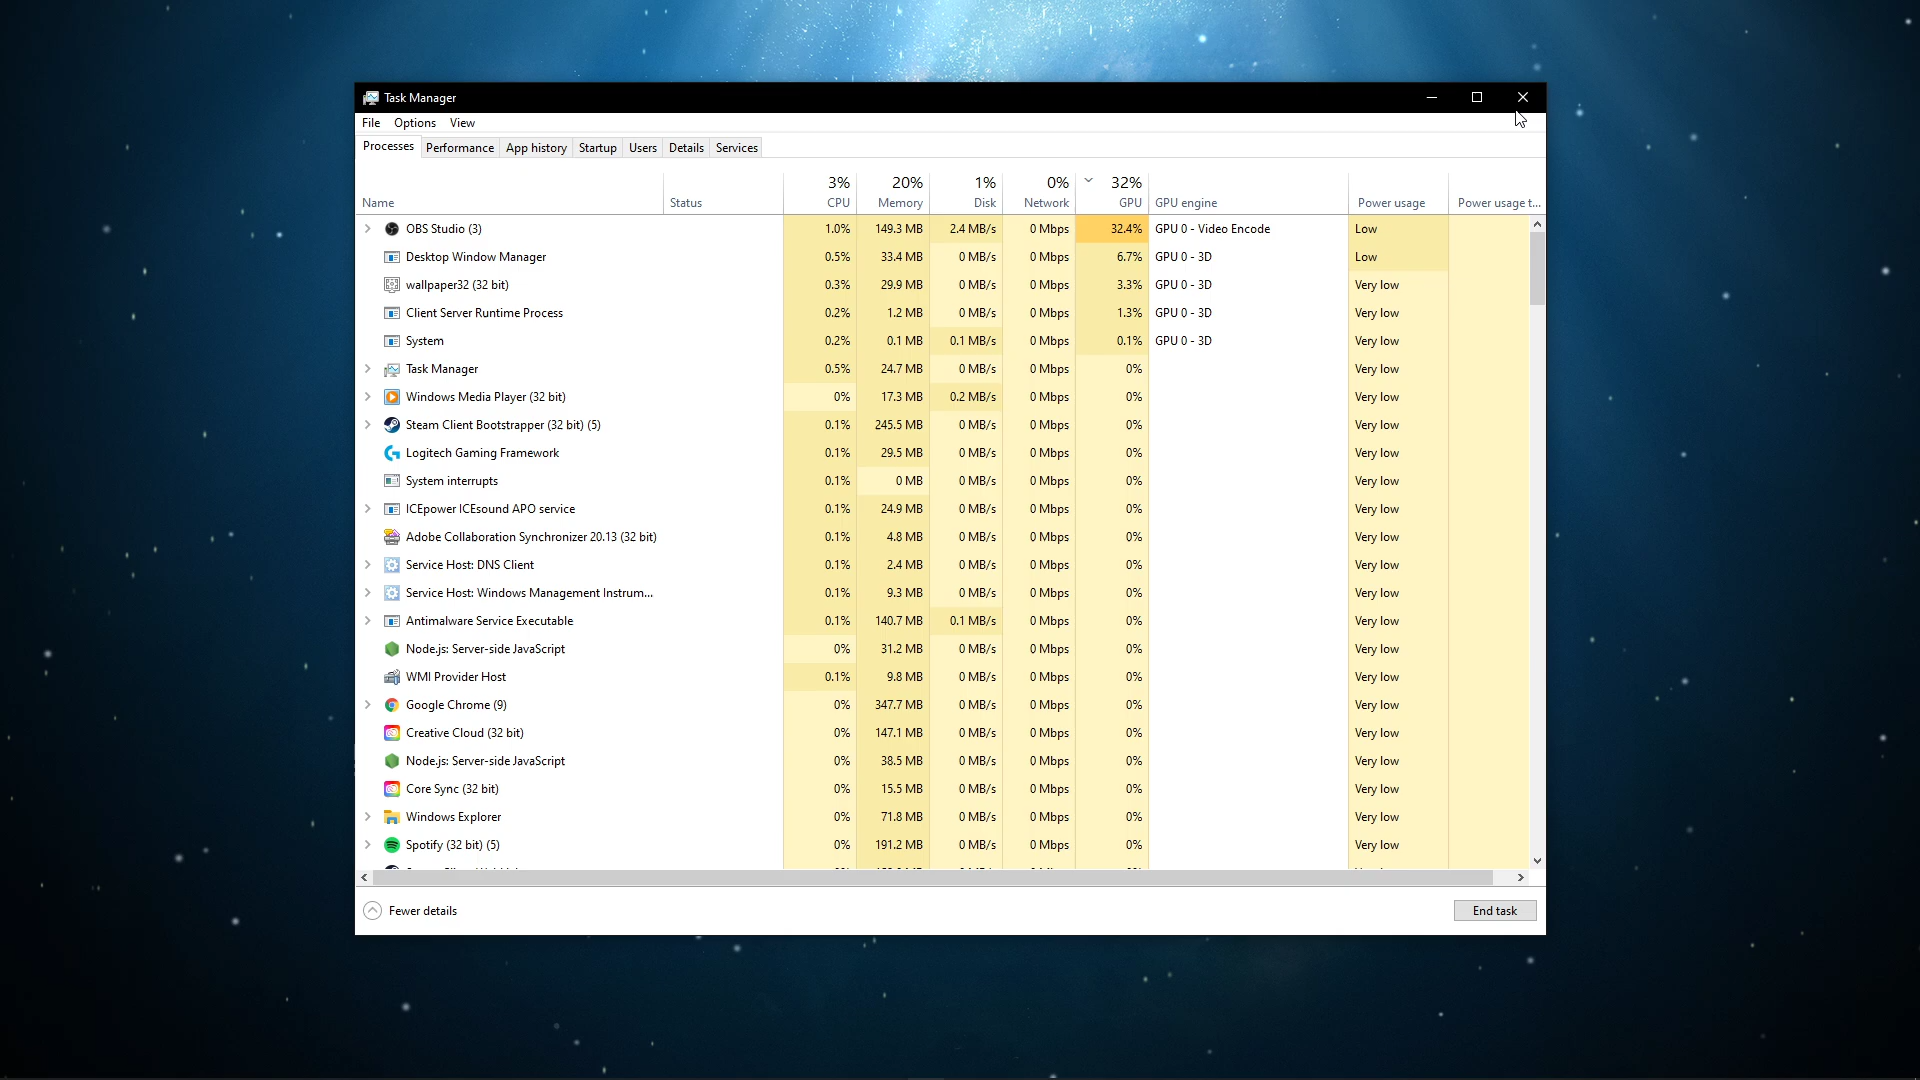 Task Manager
File Options View
Processes Performance App history Startup Users Details Services
3% 20% 1% 0% 32%
Name Status CPU Memory Disk Network GPU GPU engine Power usage Power usage t...
OBS Studio (3) 1.0% 149.3 MB 2.4 MB/s 0 Mbps 32.4% GPU 0 - Video Encode Low
Desktop Window Manager 0.5% 33.4 MB 0 MB/s 0 Mbps 6.7% GPU 0 - 3D Low
wallpaper32 (32 bit) 0.3% 29.9 MB 0 MB/s 0 Mbps 3.3% GPU 0 - 3D Very low
Client Server Runtime Process 0.2% 1.2 MB 0 MB/s 0 Mbps 1.3% GPU 0 - 3D Very low
System 0.2% 0.1 MB 0.1 MB/s 0 Mbps 0.1% GPU 0 - 3D Very low
Task Manager 0.5% 24.7 MB 0 MB/s 0 Mbps 0% Very low
Windows Media Player (32 bit) 0% 17.3 MB 0.2 MB/s 0 Mbps 0% Very low
Steam Client Bootstrapper (32 bit) (5) 0.1% 245.5 MB 0 MB/s 0 Mbps 0% Very low
Logitech Gaming Framework 0.1% 29.5 MB 0 MB/s 0 Mbps 0% Very low
System interrupts 0.1% 0 MB 0 MB/s 0 Mbps 0% Very low
ICEpower ICEsound APO service 0.1% 24.9 MB 0 MB/s 0 Mbps 0% Very low
Adobe Collaboration Synchronizer 20.13 (32 bit) 0.1% 4.8 MB 0 MB/s 0 Mbps 0% Very low
Service Host: DNS Client 0.1% 2.4 MB 0 MB/s 0 Mbps 0% Very low
Service Host: Windows Management Instrum... 0.1% 9.3 MB 0 MB/s 0 Mbps 0% Very low
Antimalware Service Executable 0.1% 140.7 MB 0.1 MB/s 0 Mbps 0% Very low
Node.js: Server-side JavaScript 0% 31.2 MB 0 MB/s 0 Mbps 0% Very low
WMI Provider Host 0.1% 9.8 MB 0 MB/s 0 Mbps 0% Very low
Google Chrome (9) 0% 347.7 MB 0 MB/s 0 Mbps 0% Very low
Creative Cloud (32 bit) 0% 147.1 MB 0 MB/s 0 Mbps 0% Very low
Node.js: Server-side JavaScript 0% 38.5 MB 0 MB/s 0 Mbps 0% Very low
Core Sync (32 bit) 0% 15.5 MB 0 MB/s 0 Mbps 0% Very low
Windows Explorer 0% 71.8 MB 0 MB/s 0 Mbps 0% Very low
Spotify (32 bit) (5) 0% 191.2 MB 0 MB/s 0 Mbps 0% Very low
Fewer details End task